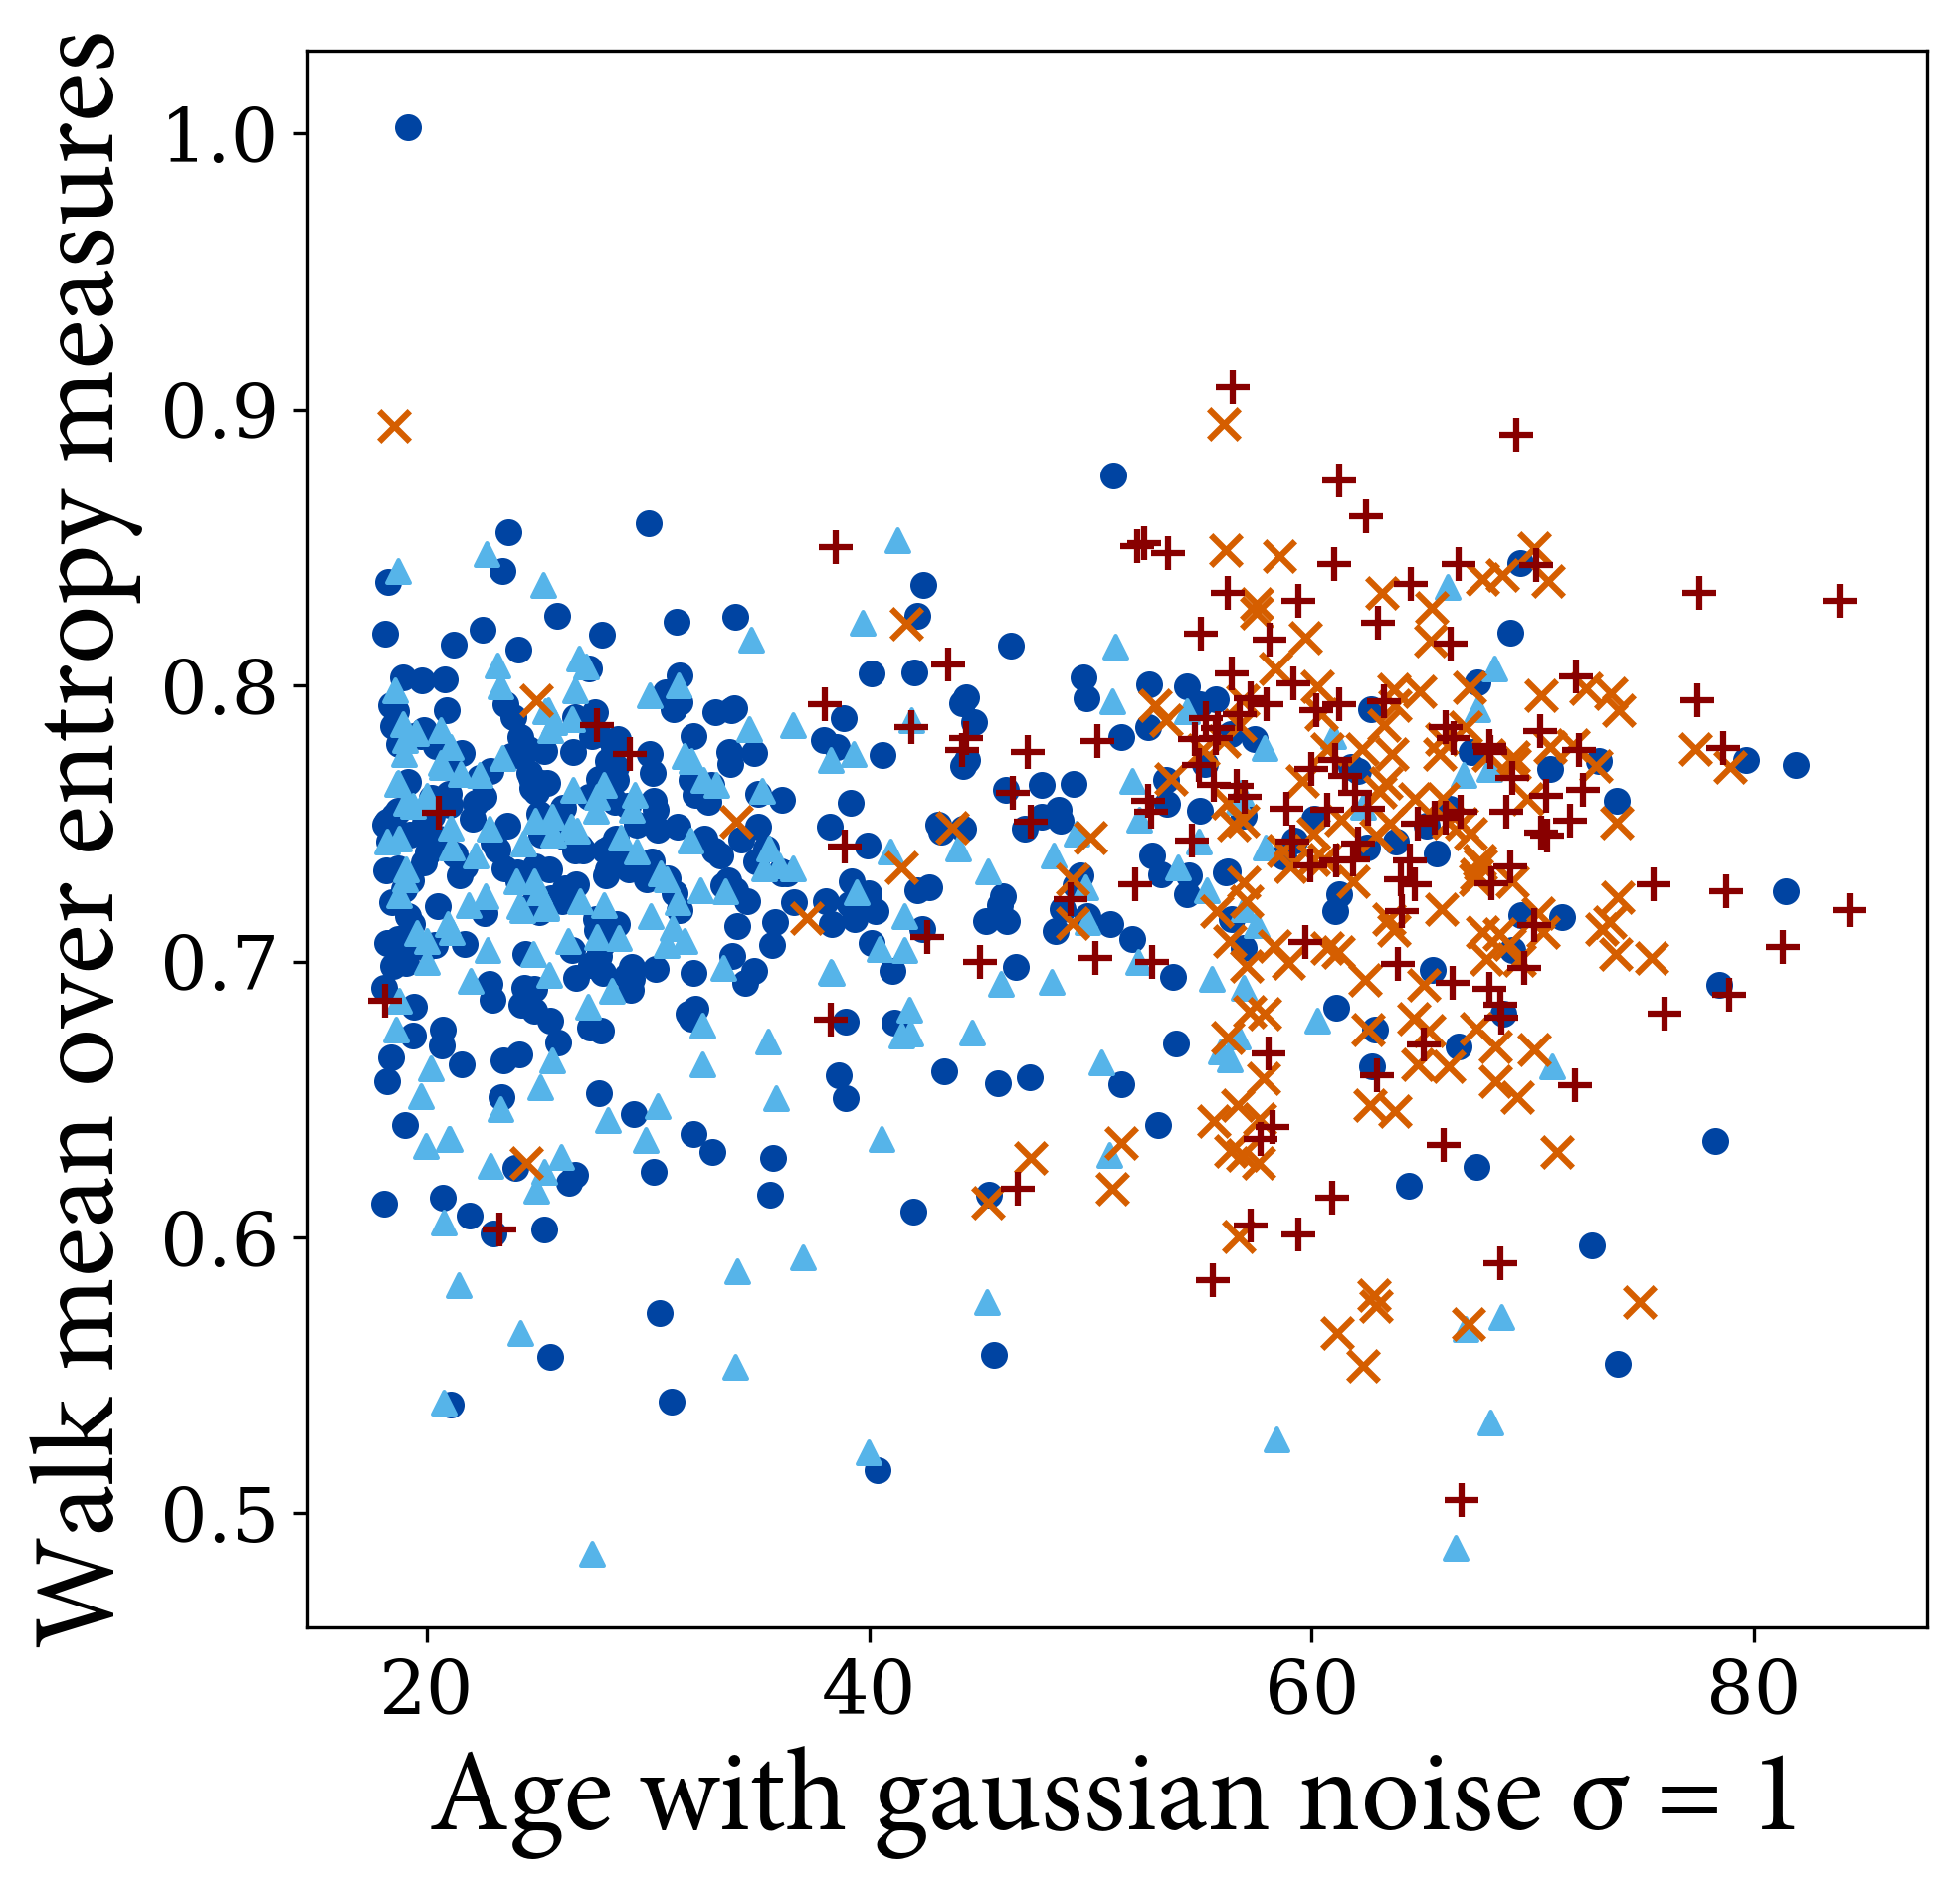 Walk mean over entropy measures
1.0
0.9
0.8
0.7
0.6
0.5
20 40 60 80
Age with gaussian noise σ = 1